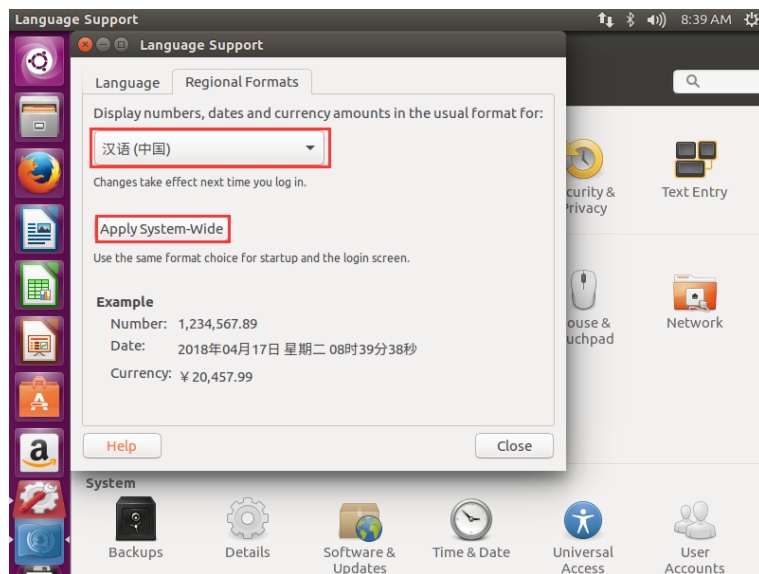 Language Support
8:39 AM
Language Support
Language
Regional Formats
Display numbers, dates and currency amounts in the usual format for:
汉语 (中国)
Changes take effect next time you log in.
Apply System-Wide
Use the same format choice for startup and the login screen.
Example
Number: 1,234,567.89
Date: 2018年04月17日 星期二 08时39分38秒
Currency: ￥20,457.99
Help
Close
Text Entry
Network
System
Backups
Details
Software &
Updates
Time & Date
Universal
Access
User
Accounts